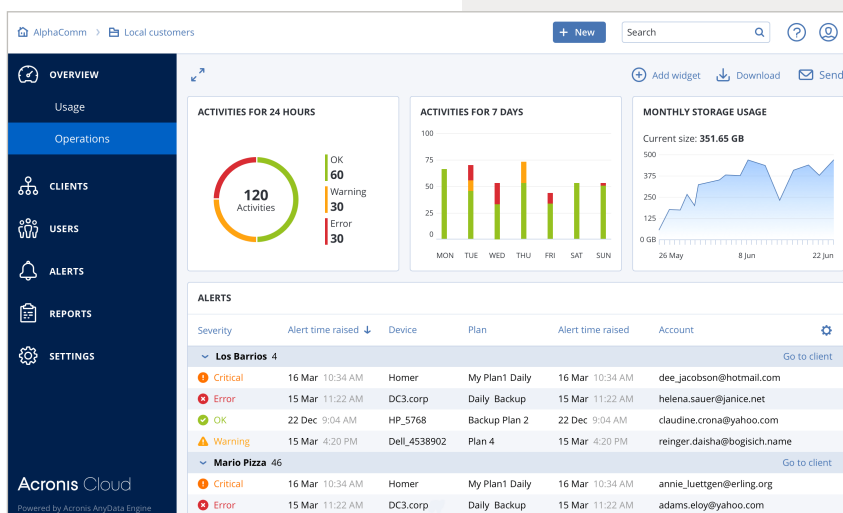 AlphaComm > Local customers
+ New
Search
OVERVIEW
Usage
Operations
CLIENTS
USERS
ALERTS
REPORTS
SETTINGS
Acronis Cloud
Powered by Acronis AnyData Engine
Add widget
Download
Send
ACTIVITIES FOR 24 HOURS
120
Activities
OK
60
Warning
30
Error
30
ACTIVITIES FOR 7 DAYS
100
75
50
25
0
MON TUE WED THU FRI SAT SUN
MONTHLY STORAGE USAGE
Current size: 351.65 GB
500
375
250
125
0 GB
26 May 8 Jun 22 Jun
ALERTS
Severity Alert time raised Device Plan Alert time raised Account
Los Barrios 4 Go to client
Critical 16 Mar 10:34 AM Homer My Plan1 Daily 16 Mar 10:34 AM dee_jacobson@hotmail.com
Error 15 Mar 11:22 AM DC3.corp Daily Backup 15 Mar 11:22 AM helena.sauer@janice.net
OK 22 Dec 9:04 AM HP_5768 Backup Plan 2 22 Dec 9:04 AM claudine.crona@yahoo.com
Warning 15 Mar 4:20 PM Dell_4538902 Plan 4 15 Mar 4:20 PM reinger.daisha@bogisich.name
Mario Pizza 46 Go to client
Critical 16 Mar 10:34 AM Homer My Plan1 Daily 16 Mar 10:34 AM annie_luettgen@erling.org
Error 15 Mar 11:22 AM DC3.corp Daily Backup 15 Mar 11:22 AM adams.eloy@yahoo.com